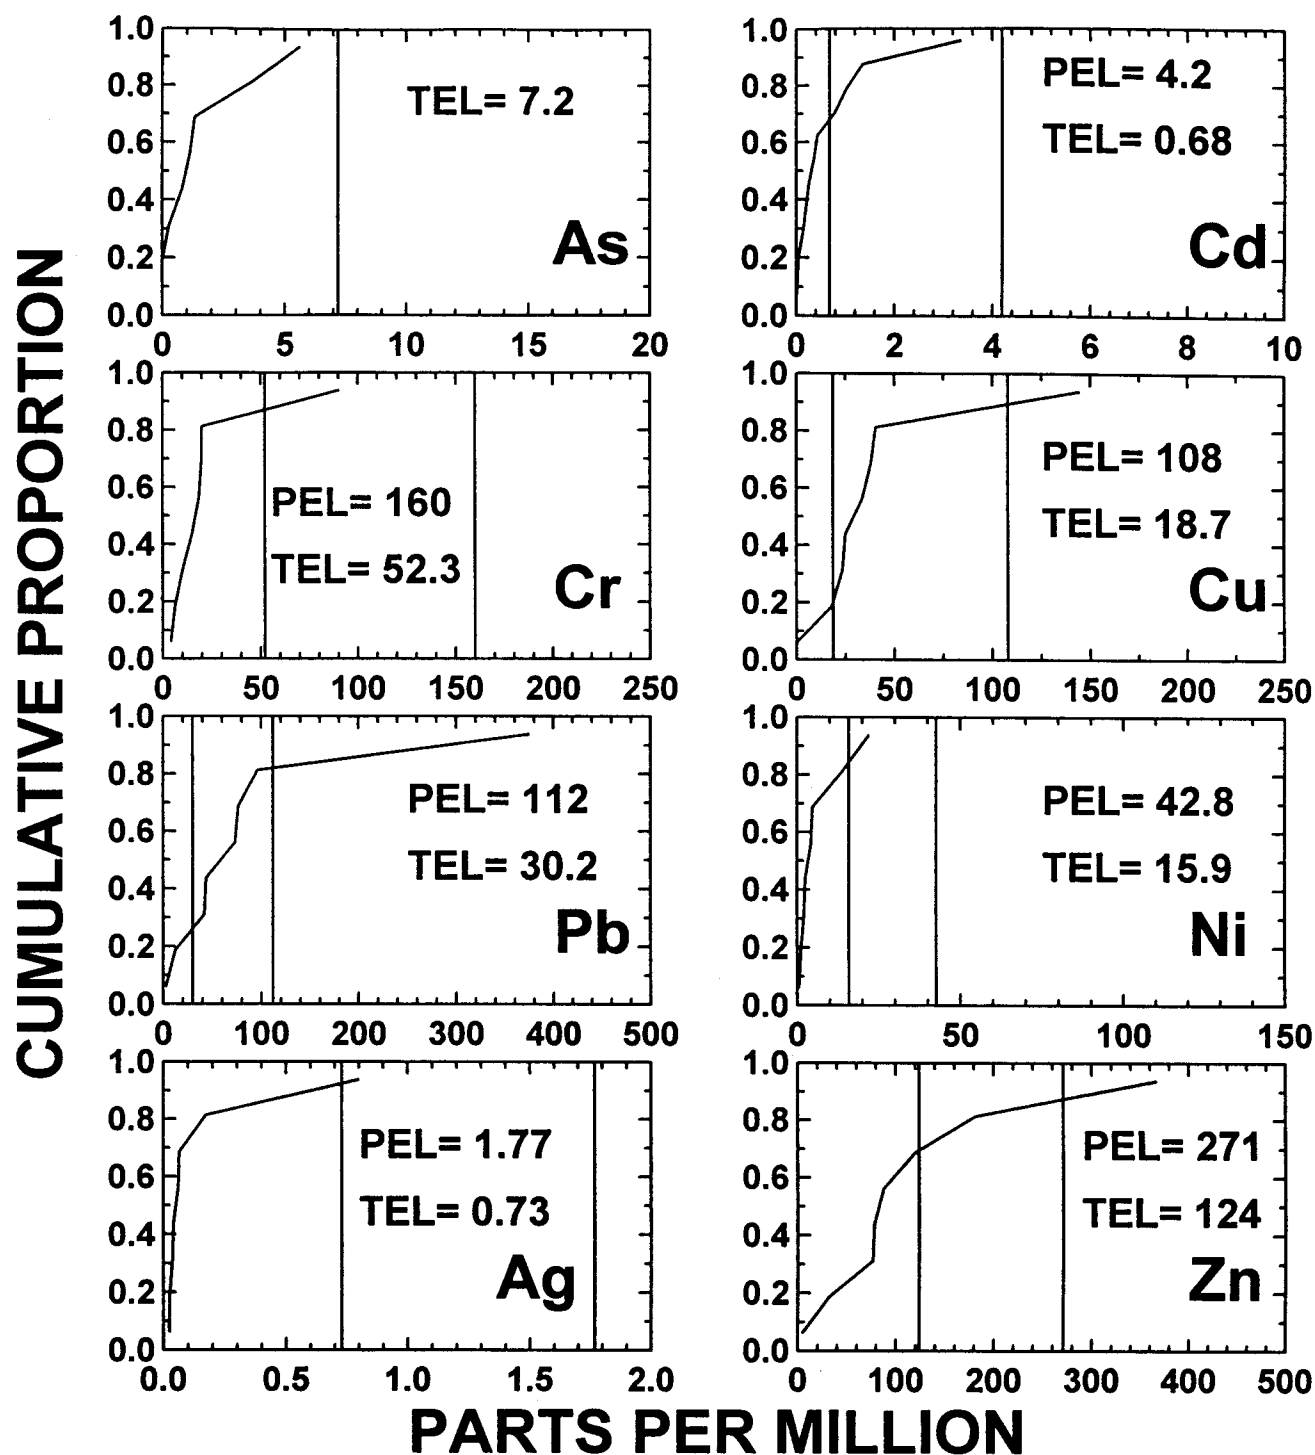 CUMULATIVE PROPORTION
1.0
0.8
0.6
0.4
0.2
0.0
TEL= 7.2
As
0 5 10 15 20
1.0
0.8
0.6
0.4
0.2
0.0
PEL= 4.2
TEL= 0.68
Cd
0 2 4 6 8 10
1.0
0.8
0.6
0.4
0.2
0.0
PEL= 160
TEL= 52.3
Cr
0 50 100 150 200 250
1.0
0.8
0.6
0.4
0.2
0.0
PEL= 108
TEL= 18.7
Cu
0 50 100 150 200 250
1.0
0.8
0.6
0.4
0.2
0.0
PEL= 112
TEL= 30.2
Pb
0 100 200 300 400 500
1.0
0.8
0.6
0.4
0.2
0.0
PEL= 42.8
TEL= 15.9
Ni
0 50 100 150
1.0
0.8
0.6
0.4
0.2
0.0
PEL= 1.77
TEL= 0.73
Ag
0.0 0.5 1.0 1.5 2.0
1.0
0.8
0.6
0.4
0.2
0.0
PEL= 271
TEL= 124
Zn
0 100 200 300 400 500
PARTS PER MILLION